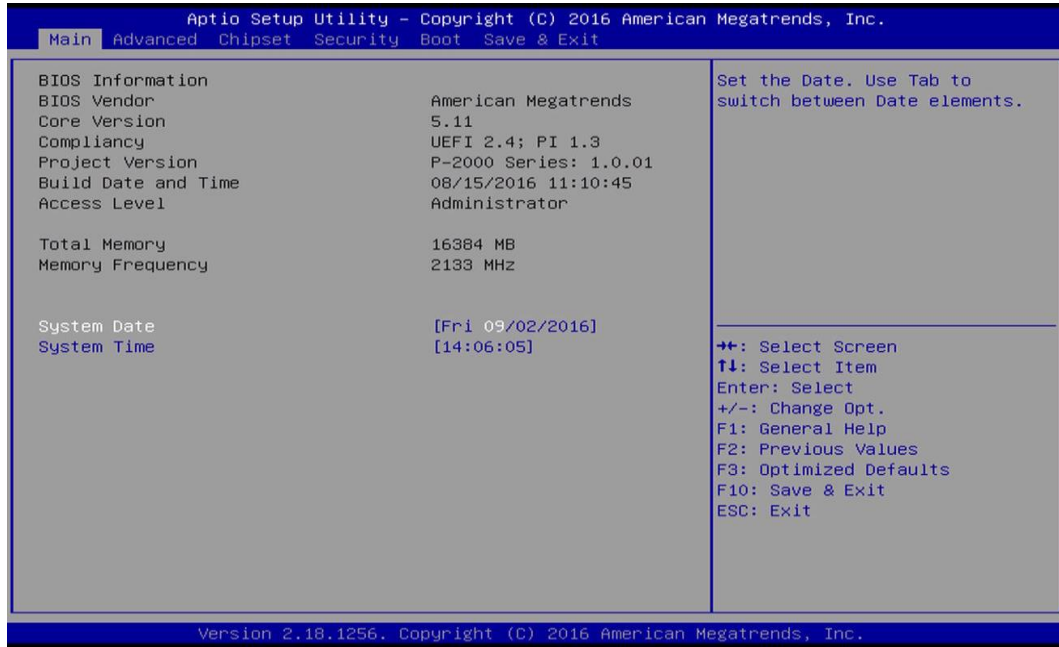 Aptio Setup Utility – Copyright (C) 2016 American Megatrends, Inc.
Main Advanced Chipset Security Boot Save & Exit
BIOS Information
BIOS Vendor American Megatrends
Core Version 5.11
Compliancy UEFI 2.4; PI 1.3
Project Version P-2000 Series: 1.0.01
Build Date and Time 08/15/2016 11:10:45
Access Level Administrator
Total Memory 16384 MB
Memory Frequency 2133 MHz
System Date [Fri 09/02/2016]
System Time [14:06:05]
Set the Date. Use Tab to
switch between Date elements.
→←: Select Screen
↑↓: Select Item
Enter: Select
+/-: Change Opt.
F1: General Help
F2: Previous Values
F3: Optimized Defaults
F10: Save & Exit
ESC: Exit
Version 2.18.1256. Copyright (C) 2016 American Megatrends, Inc.